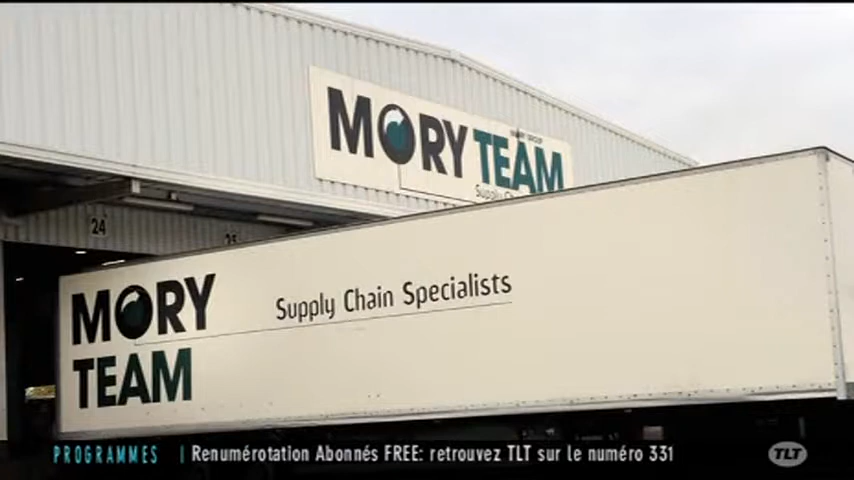 MORY TEAM
Supply
24
MORY
TEAM
Supply Chain Specialists
PROGRAMMES | Renumérotation Abonnés FREE: retrouvez TLT sur le numéro 331
TLT